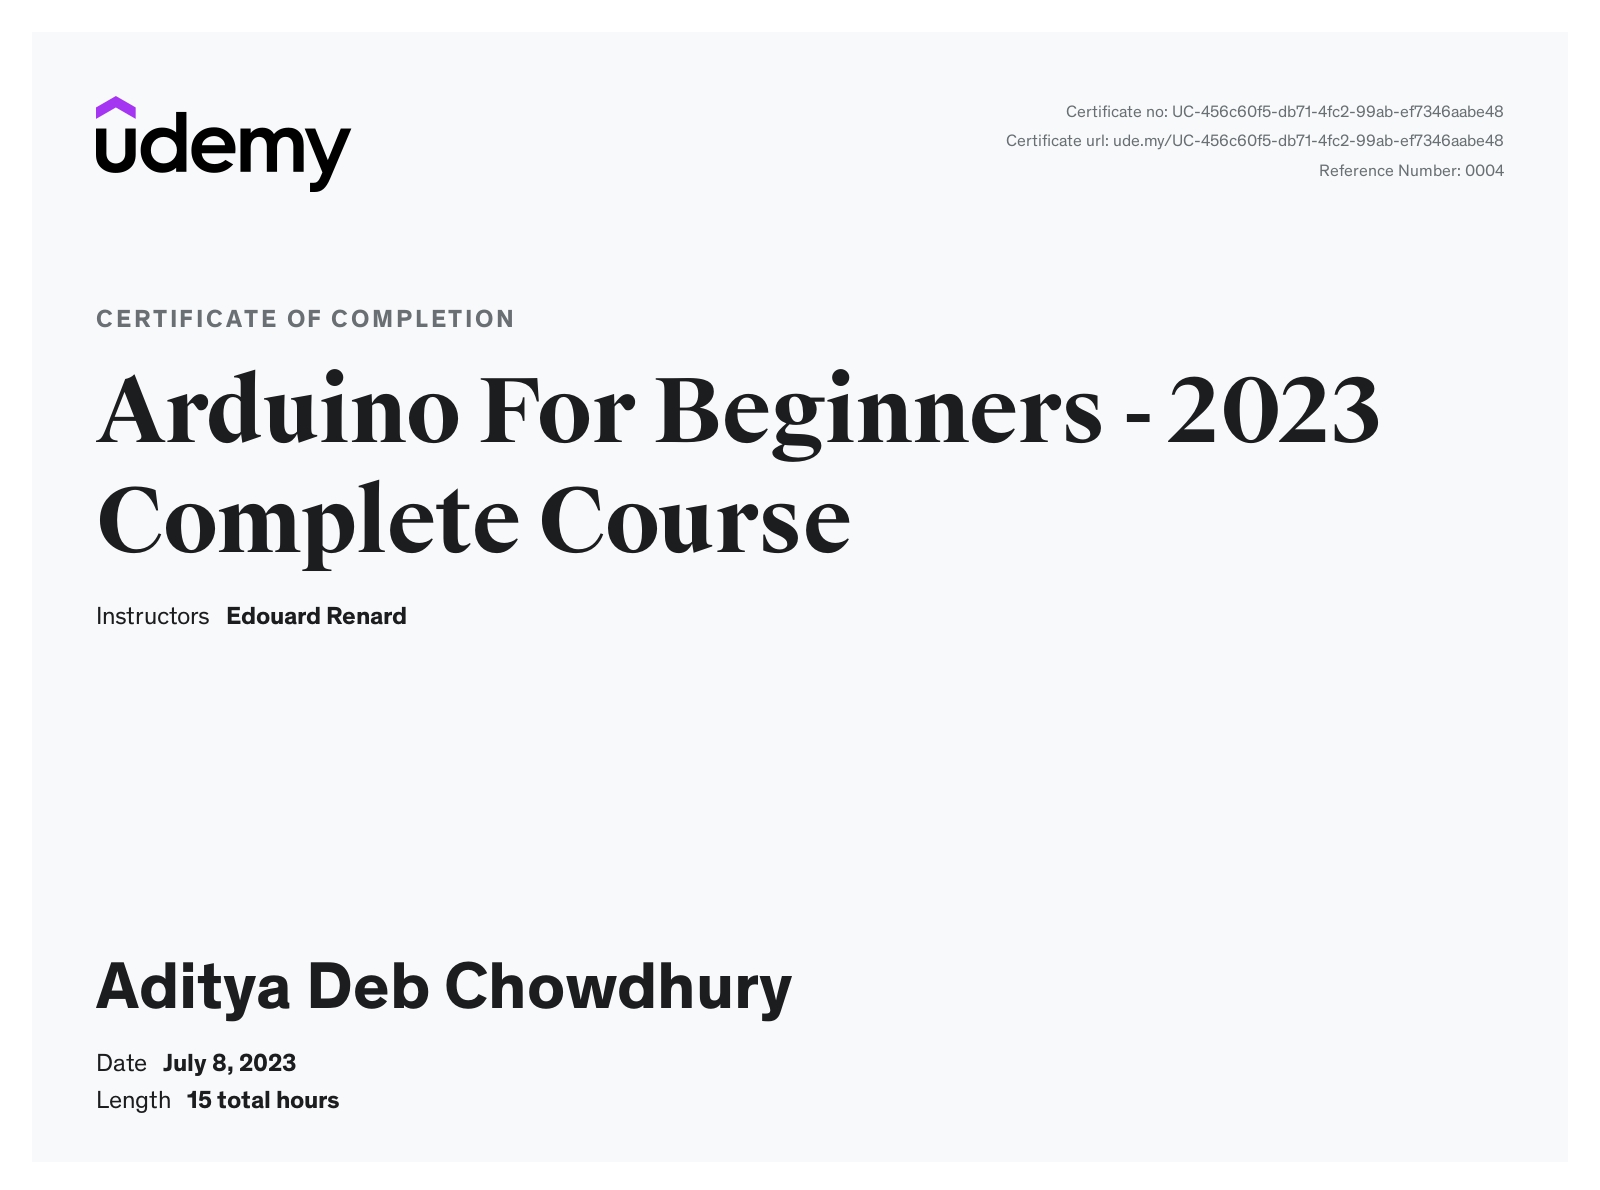 udemy
Certificate no: UC-456c60f5-db71-4fc2-99ab-ef7346aabe48
Certificate url: ude.my/UC-456c60f5-db71-4fc2-99ab-ef7346aabe48
Reference Number: 0004
CERTIFICATE OF COMPLETION
Arduino For Beginners - 2023
Complete Course
Instructors Edouard Renard
Aditya Deb Chowdhury
Date July 8, 2023
Length 15 total hours